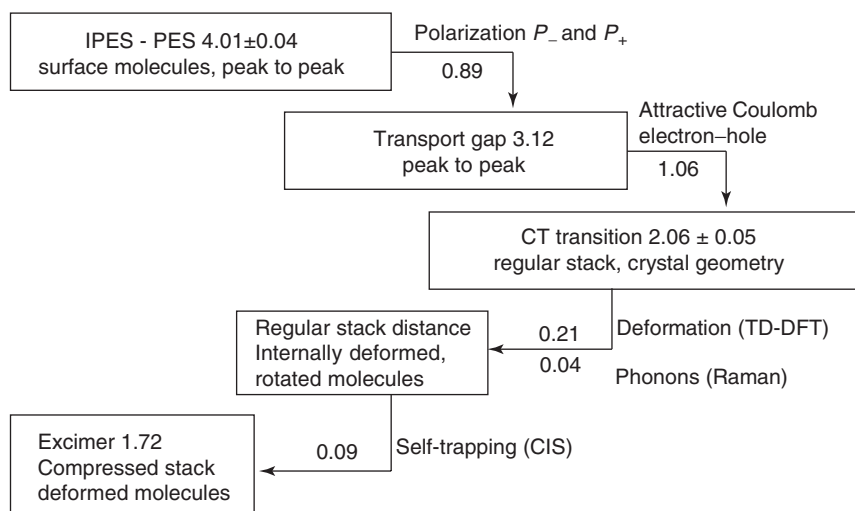 IPES - PES 4.01±0.04
surface molecules, peak to peak
Polarization P− and P+
0.89
Transport gap 3.12
peak to peak
Attractive Coulomb
electron–hole
1.06
CT transition 2.06 ± 0.05
regular stack, crystal geometry
Regular stack distance
Internally deformed,
rotated molecules
0.21
Deformation (TD-DFT)
0.04
Phonons (Raman)
Excimer 1.72
Compressed stack
deformed molecules
0.09
Self-trapping (CIS)